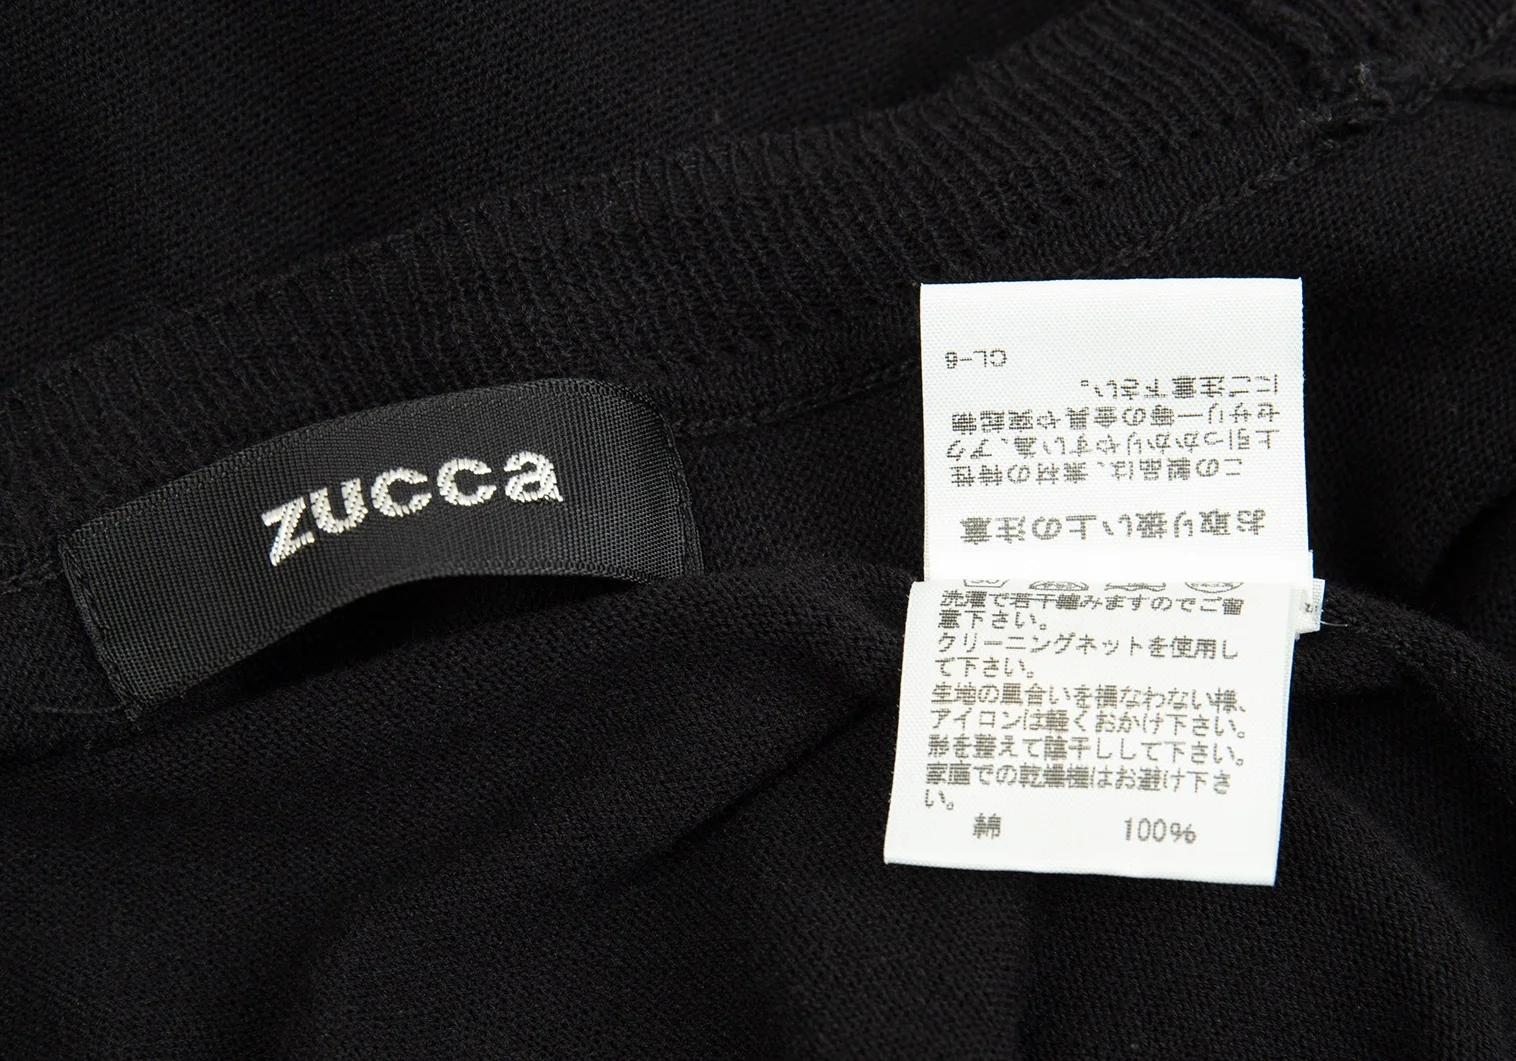 zucca
お取り扱い上の注意
この製品は、素材の特性
上引っかかりやすい為、アク
セサリー等の金具や突起物
にご注意下さい。
CL-6
洗濯で若干縮みますのでご留
意下さい。
クリーニングネットを使用し
て下さい。
生地の風合いを損なわない様、
アイロンは軽くおかけ下さい。
形を整えて陰干しして下さい。
家庭での乾燥機はお避け下さ
い。
綿 100%